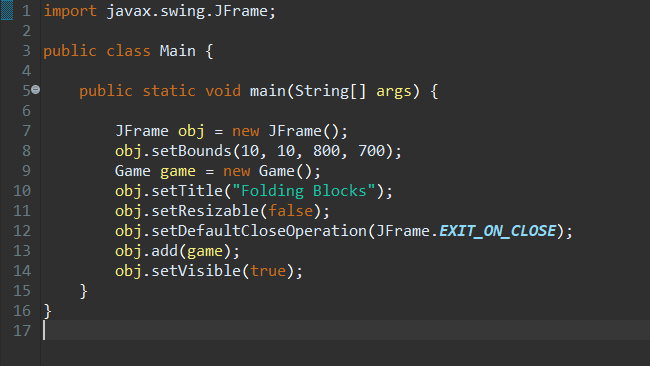 1 import javax.swing.JFrame;
2
3 public class Main {
4
5 public static void main(String[] args) {
6
7 JFrame obj = new JFrame();
8 obj.setBounds(10, 10, 800, 700);
9 Game game = new Game();
10 obj.setTitle("Folding Blocks");
11 obj.setResizable(false);
12 obj.setDefaultCloseOperation(JFrame.EXIT_ON_CLOSE);
13 obj.add(game);
14 obj.setVisible(true);
15 }
16 }
17